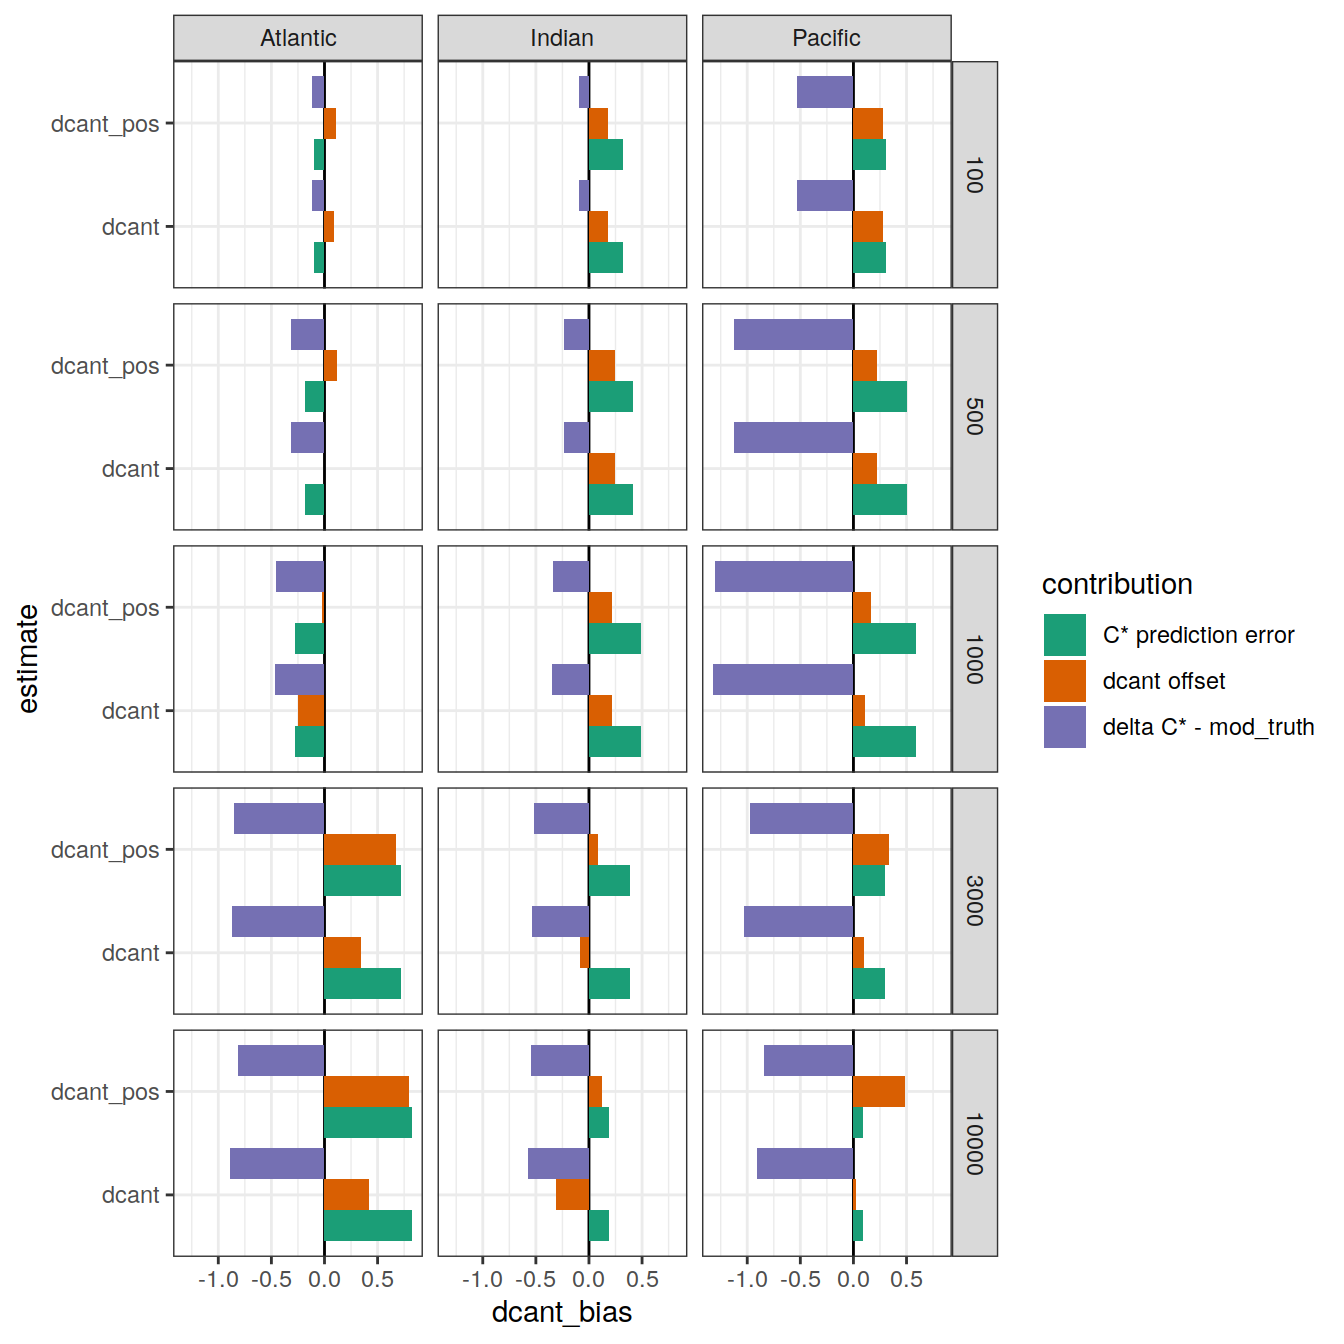 Atlantic Indian Pacific
dcant_pos
dcant
100
dcant_pos
dcant
500
dcant_pos
dcant
1000
dcant_pos
dcant
3000
dcant_pos
dcant
10000
estimate
-1.0 -0.5 0.0 0.5 -1.0 -0.5 0.0 0.5 -1.0 -0.5 0.0 0.5
dcant_bias
contribution
C* prediction error
dcant offset
delta C* - mod_truth